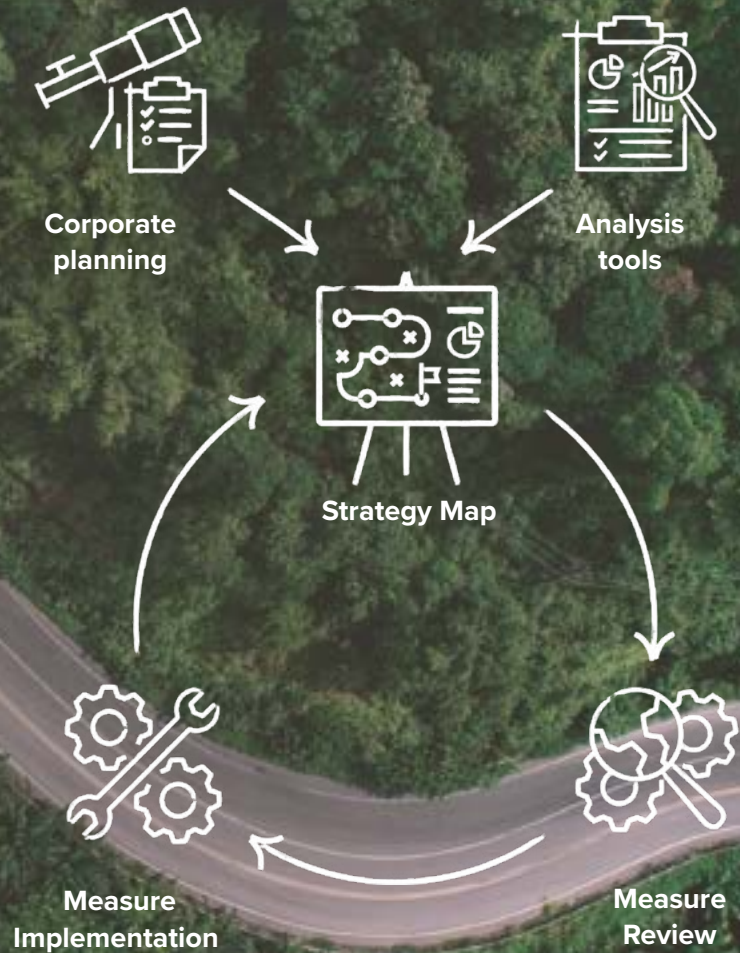 Corporate
planning
Analysis
tools
Strategy Map
Measure
Implementation
Measure
Review